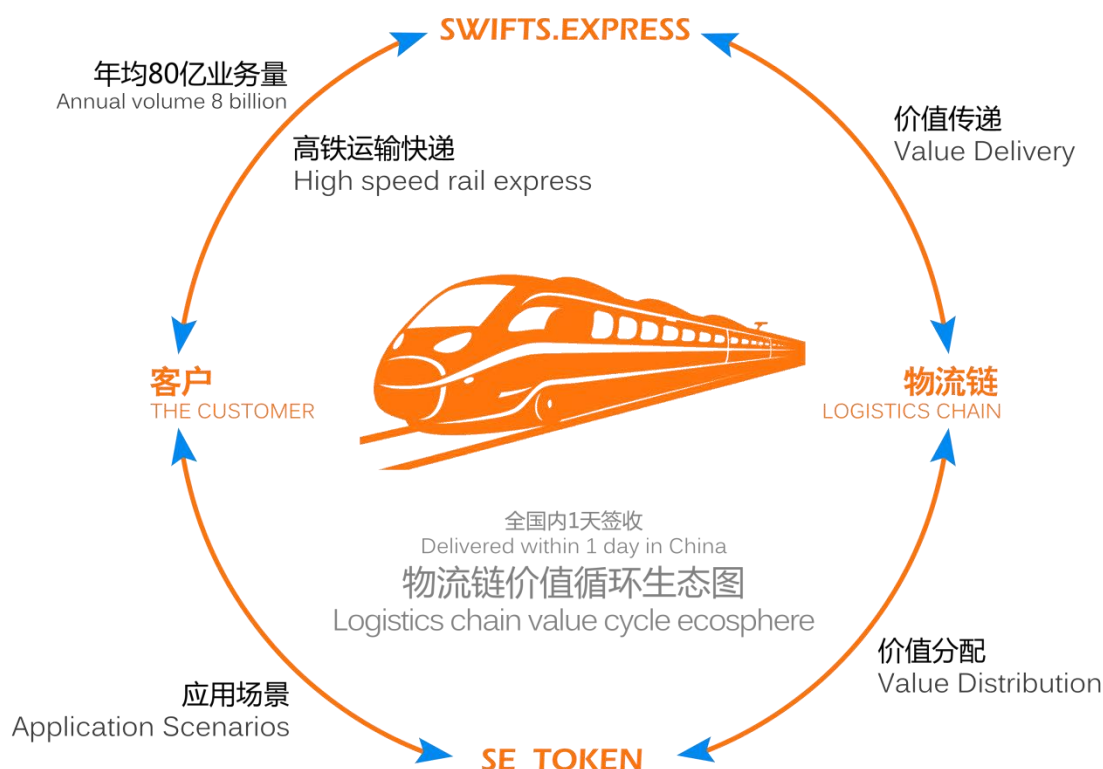 SWIFTS.EXPRESS
年均80亿业务量
Annual volume 8 billion
高铁运输快递
High speed rail express
价值传递
Value Delivery
客户
THE CUSTOMER
物流链
LOGISTICS CHAIN
全国内1天签收
Delivered within 1 day in China
物流链价值循环生态图
Logistics chain value cycle ecosphere
应用场景
Application Scenarios
价值分配
Value Distribution
SE TOKEN